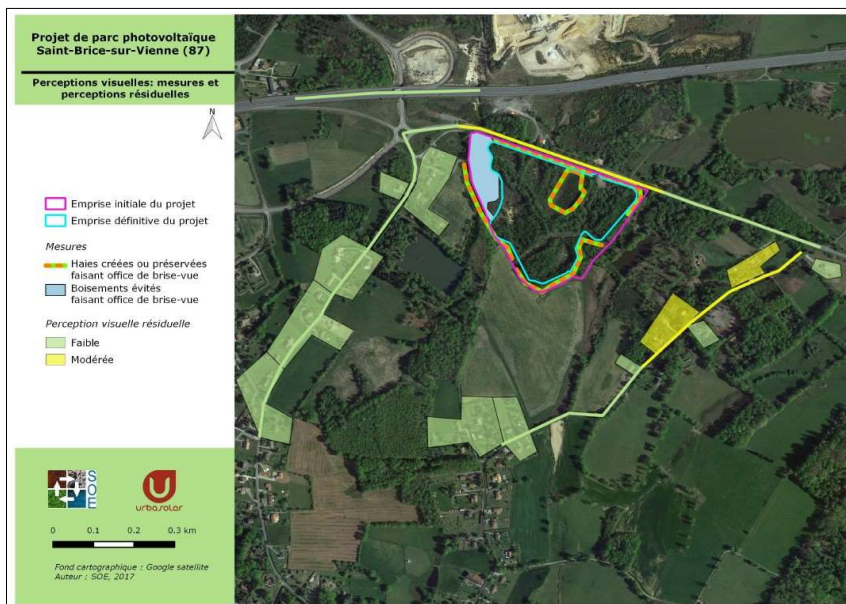 Projet de parc photovoltaïque
Saint-Brice-sur-Vienne (87)
Perceptions visuelles: mesures et
perceptions résiduelles
N
Emprise initiale du projet
Emprise définitive du projet
Mesures
Haies créées ou préservées
faisant office de brise-vue
Boisements évités
faisant office de brise-vue
Perception visuelle résiduelle
Faible
Modérée
SOE
urbasolar
0 0.1 0.2 0.3 km
Fond cartographique : Google satellite
Auteur : SOE, 2017